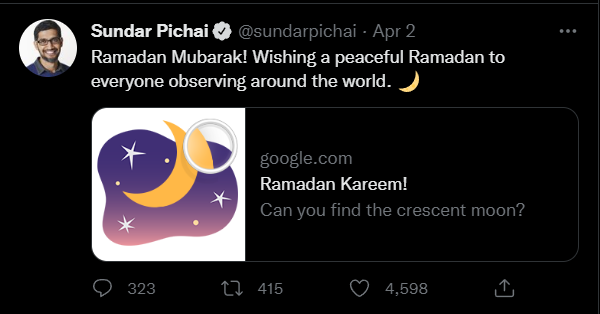 Sundar Pichai @sundarpichai · Apr 2
Ramadan Mubarak! Wishing a peaceful Ramadan to
everyone observing around the world. 🌙
google.com
Ramadan Kareem!
Can you find the crescent moon?
323 415 4,598